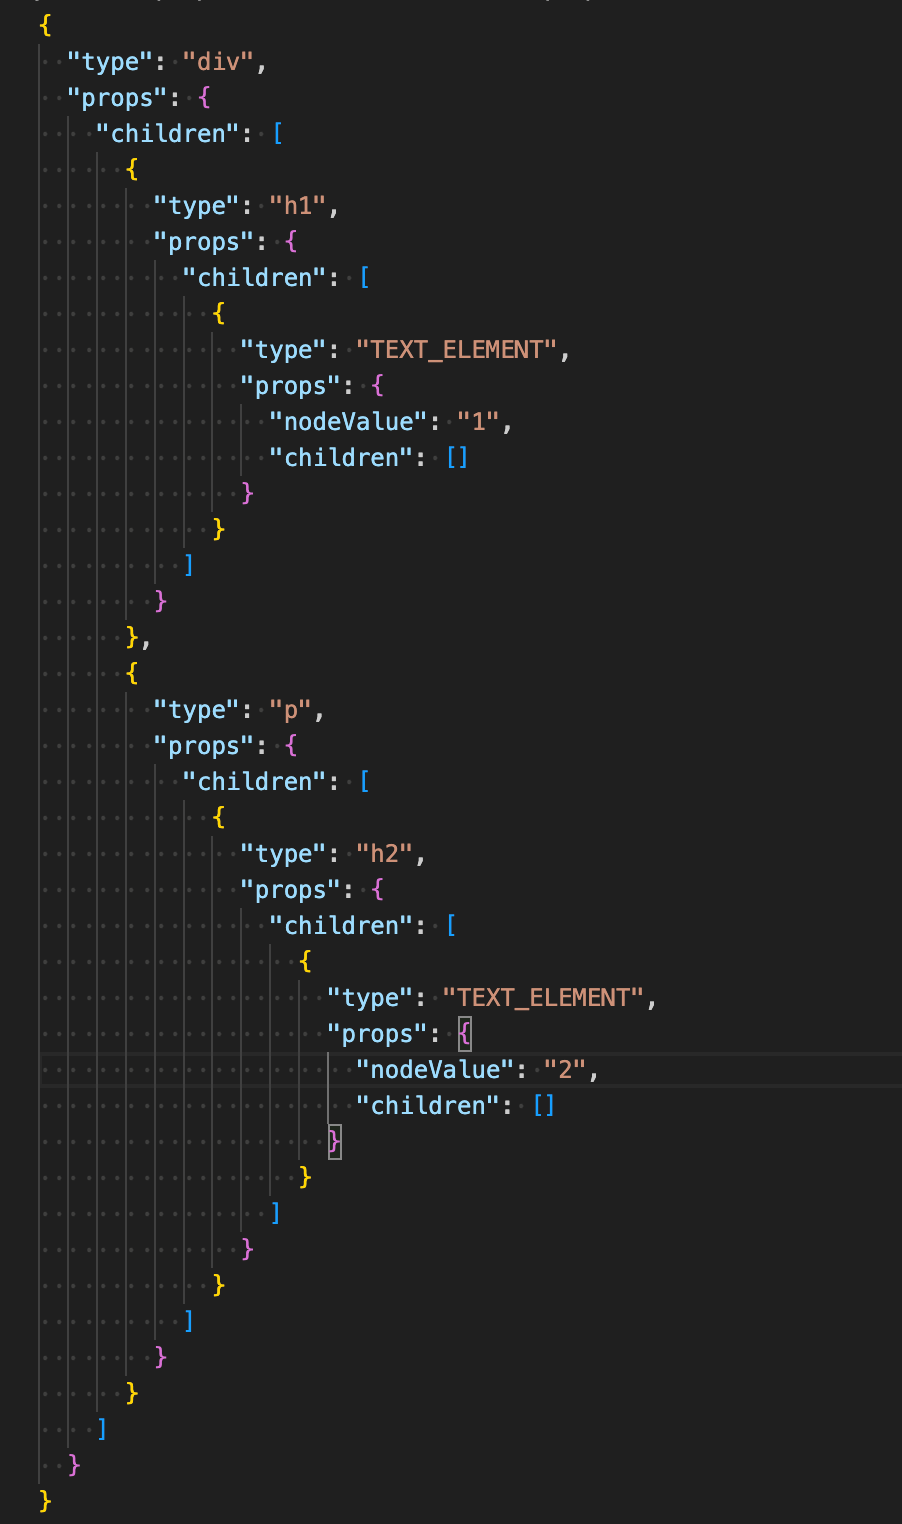 {
  "type": "div",
  "props": {
    "children": [
      {
        "type": "h1",
        "props": {
          "children": [
            {
              "type": "TEXT_ELEMENT",
              "props": {
                "nodeValue": "1",
                "children": []
              }
            }
          ]
        }
      },
      {
        "type": "p",
        "props": {
          "children": [
            {
              "type": "h2",
              "props": {
                "children": [
                  {
                    "type": "TEXT_ELEMENT",
                    "props": {
                      "nodeValue": "2",
                      "children": []
                    }
                  }
                ]
              }
            }
          ]
        }
      }
    ]
  }
}